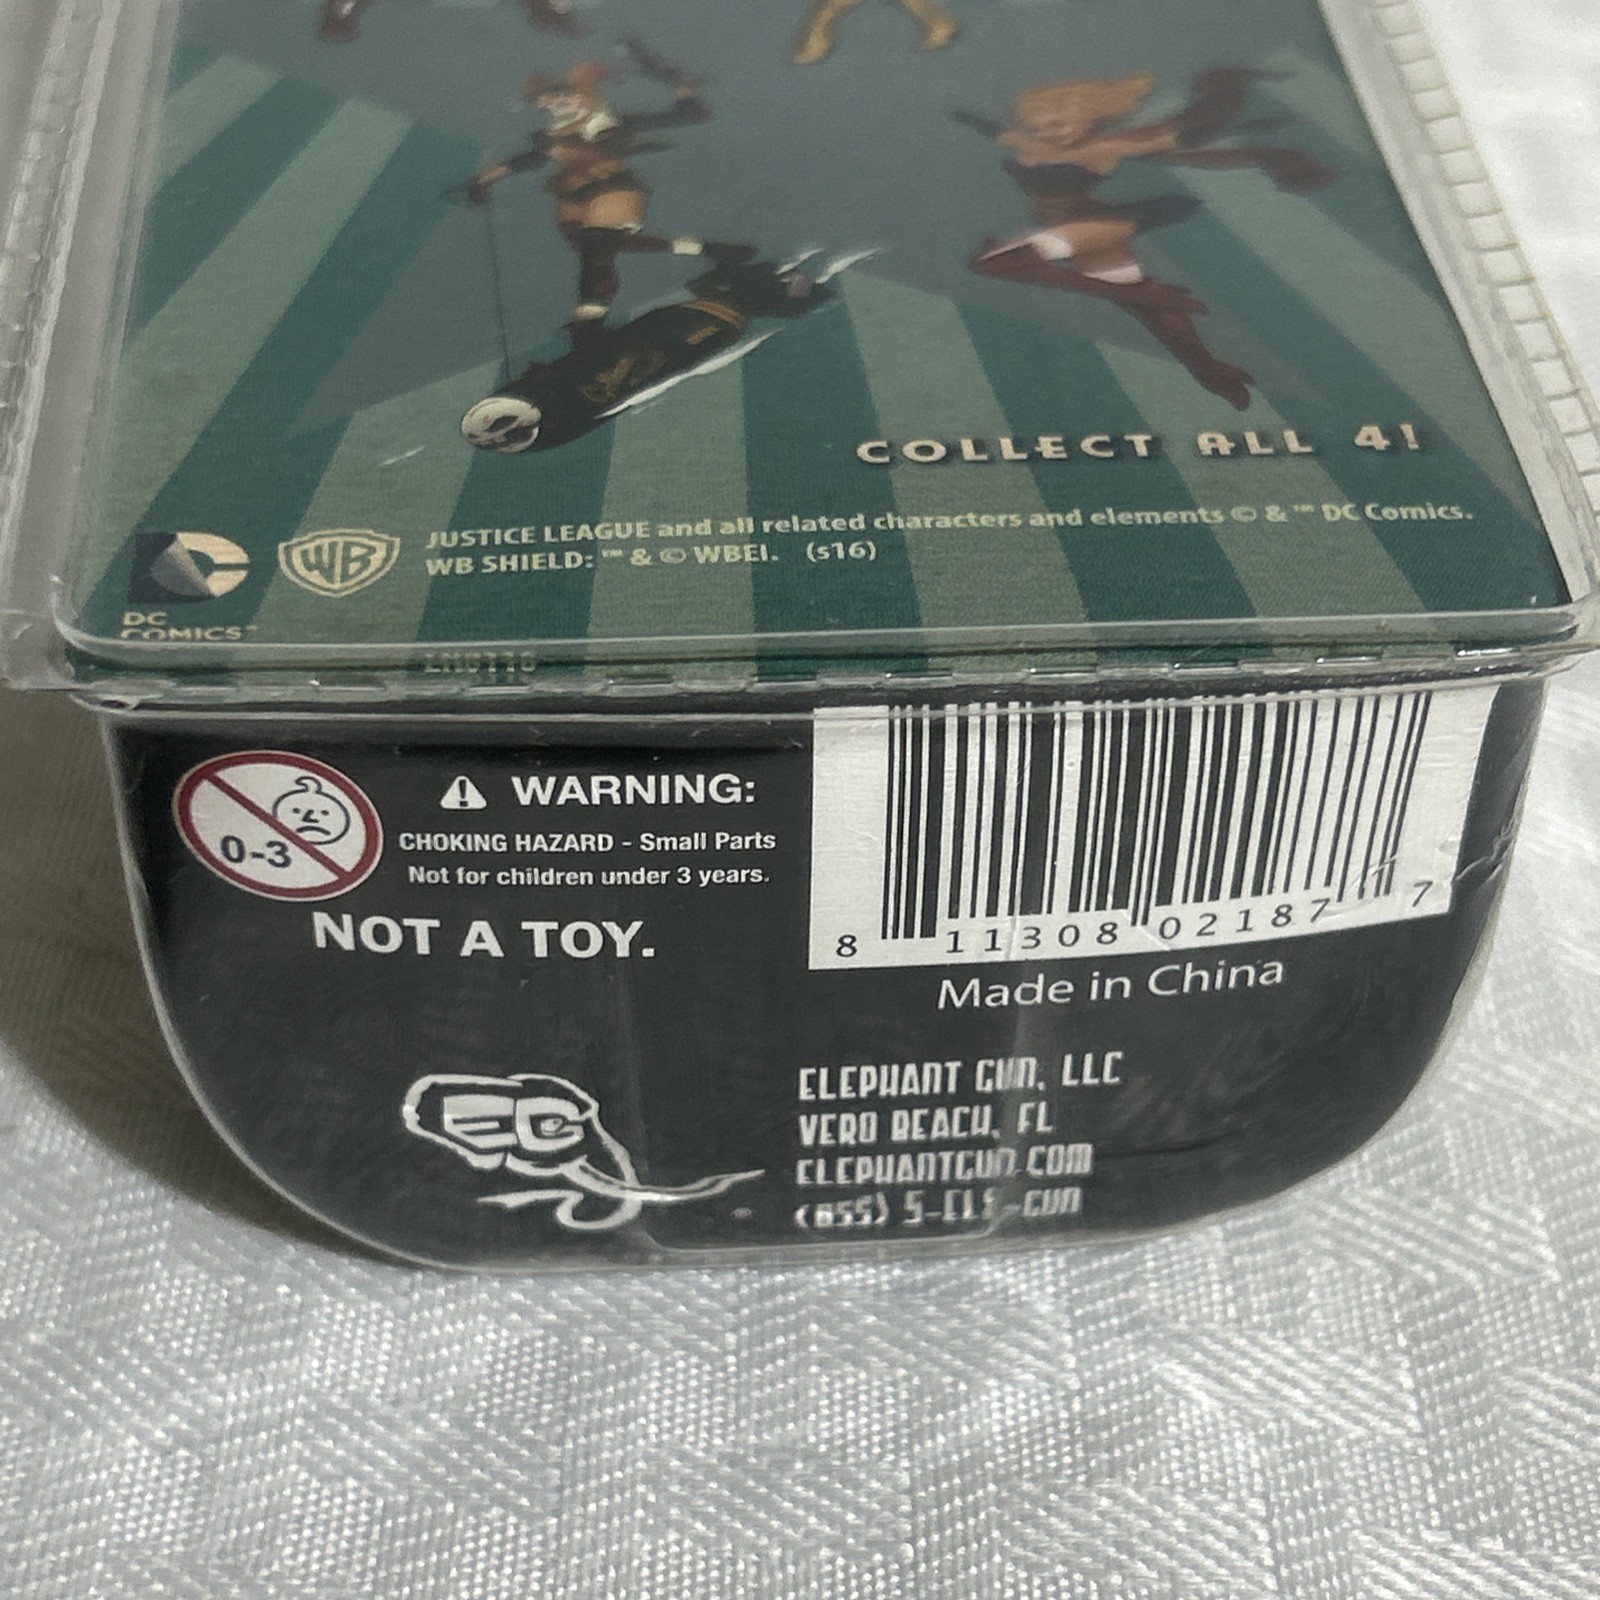 COLLECT ALL 4!
JUSTICE LEAGUE and all related characters and elements © & ™ DC Comics.
WB SHIELD: ™ & © WBEI. (s16)
WB
DC
COMICS™
0-3
⚠ WARNING:
CHOKING HAZARD - Small Parts
Not for children under 3 years.
NOT A TOY.
8 11308 02187 7
Made in China
EG
ELEPHANT GUN, LLC
VERO BEACH, FL
ELEPHANTGUN.COM
(855) 5-ELE-GUN